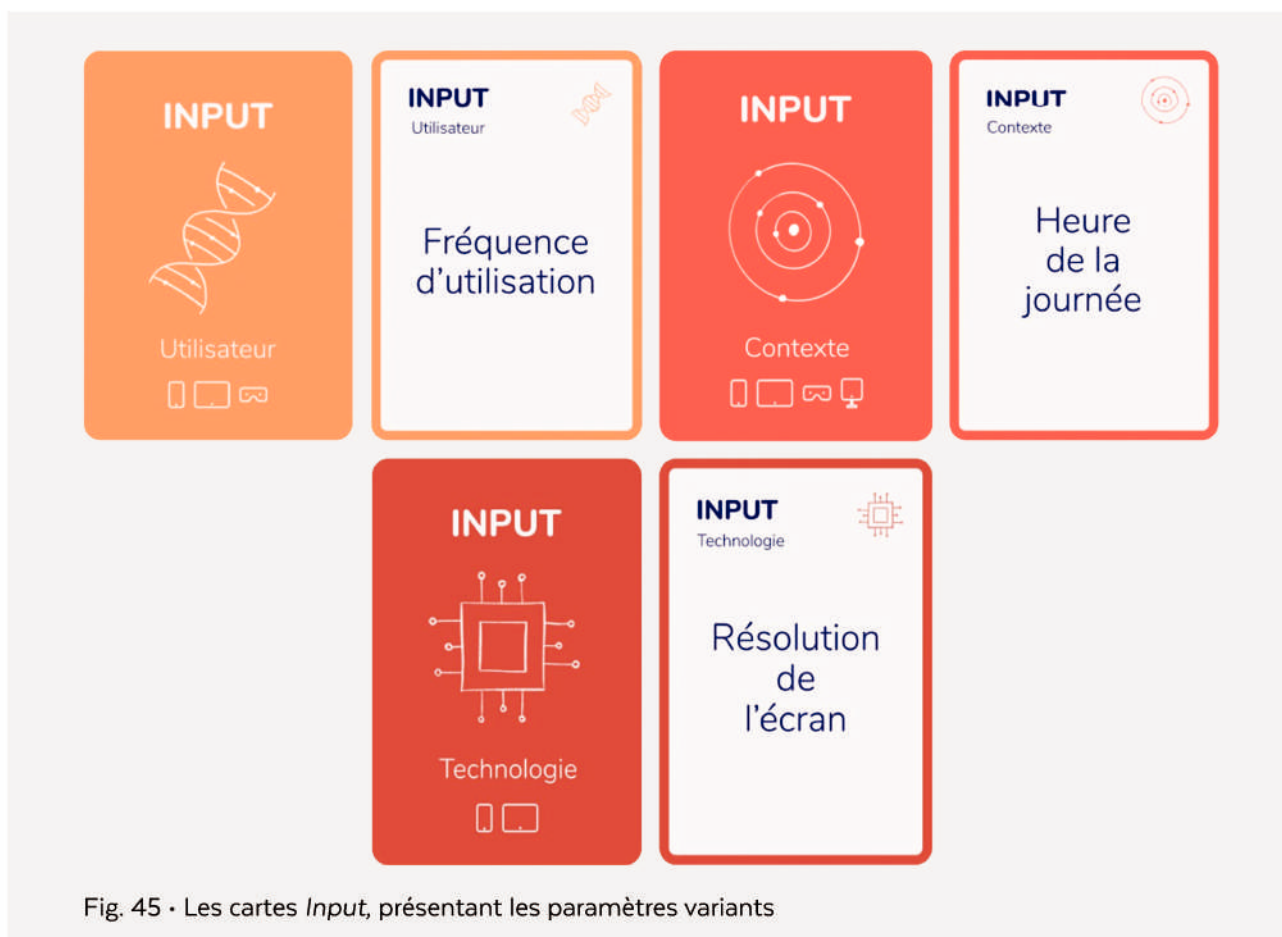 INPUT
Utilisateur
INPUT
Utilisateur
Fréquence
d'utilisation
INPUT
Contexte
INPUT
Contexte
Heure
de la
journée
INPUT
Technologie
INPUT
Technologie
Résolution
de
l'écran
Fig. 45 • Les cartes Input, présentant les paramètres variants